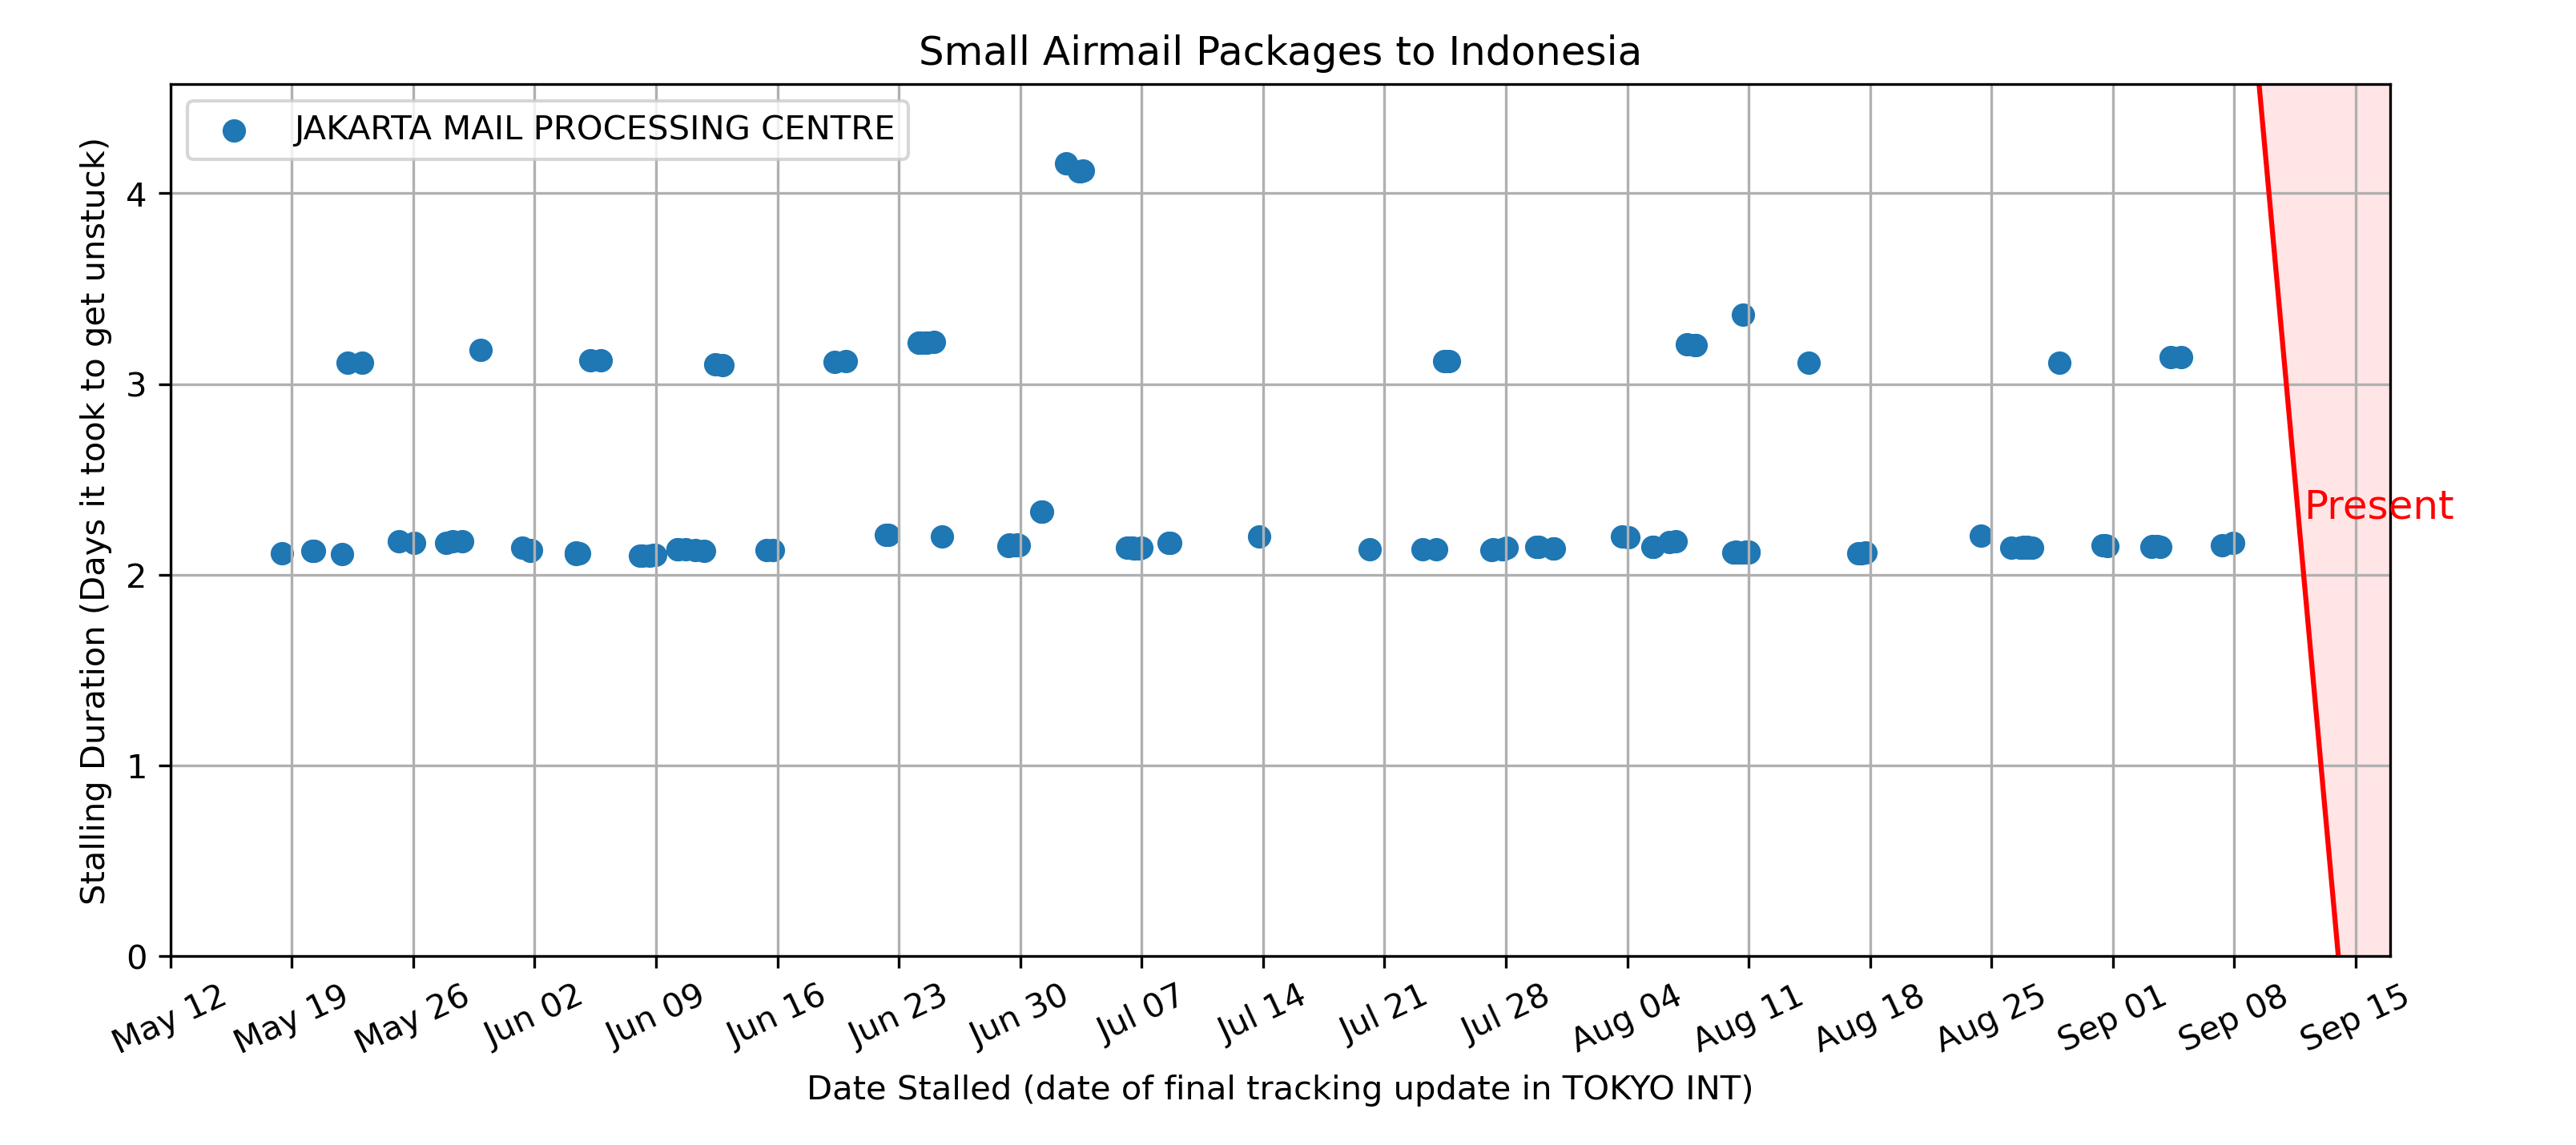 Small Airmail Packages to Indonesia
JAKARTA MAIL PROCESSING CENTRE
Stalling Duration (Days it took to get unstuck)
4
3
2
1
0
Present
May 12
May 19
May 26
Jun 02
Jun 09
Jun 16
Jun 23
Jun 30
Jul 07
Jul 14
Jul 21
Jul 28
Aug 04
Aug 11
Aug 18
Aug 25
Sep 01
Sep 08
Sep 15
Date Stalled (date of final tracking update in TOKYO INT)